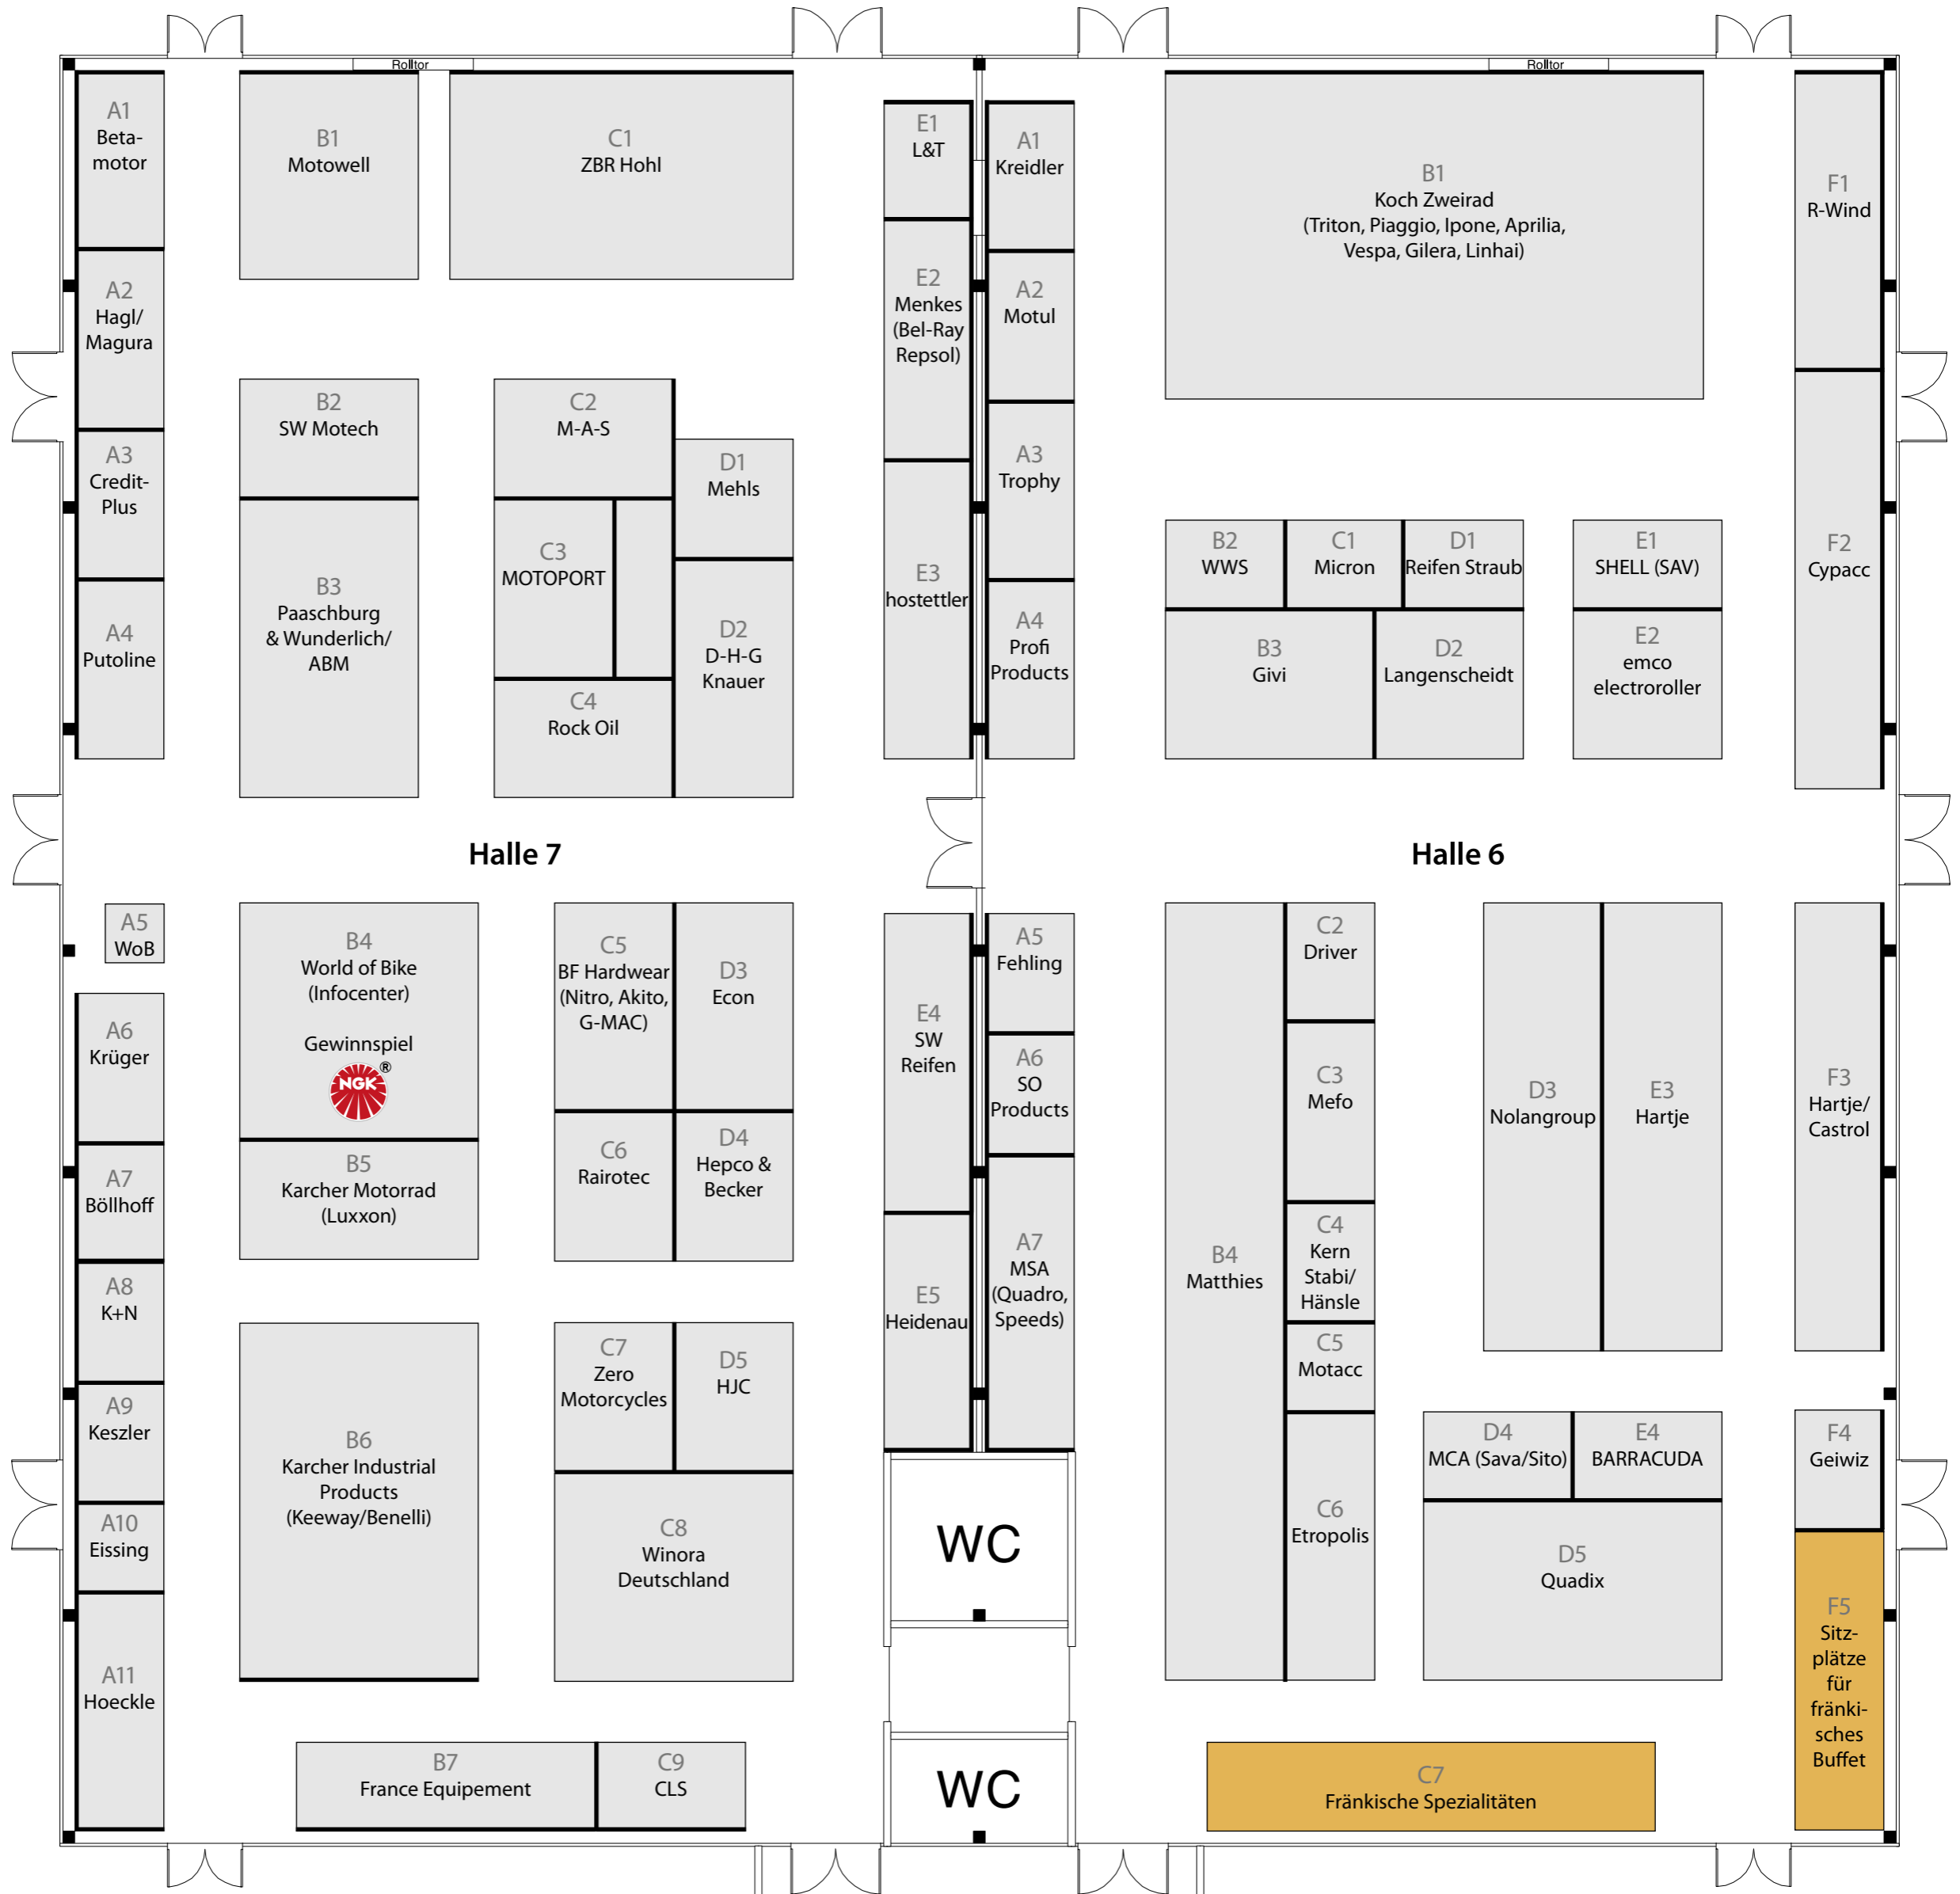 Rolltor
Rolltor
A1
Beta-
motor
B1
Motowell
C1
ZBR Hohl
E1
L&T
A1
Kreidler
B1
Koch Zweirad
(Triton, Piaggio, Ipone, Aprilia,
Vespa, Gilera, Linhai)
F1
R-Wind
A2
Hagl/
Magura
E2
Menkes
(Bel-Ray
Repsol)
A2
Motul
B2
SW Motech
C2
M-A-S
D1
Mehls
A3
Credit-
Plus
A3
Trophy
B3
Paaschburg
& Wunderlich/
ABM
C3
MOTOPORT
E3
hostettler
B2
WWS
C1
Micron
D1
Reifen Straub
E1
SHELL (SAV)
F2
Cypacc
A4
Putoline
D2
D-H-G
Knauer
A4
Profi
Products
B3
Givi
D2
Langenscheidt
E2
emco
electroroller
C4
Rock Oil
Halle 7
Halle 6
A5
WoB
B4
World of Bike
(Infocenter)
Gewinnspiel
NGK
®
C5
BF Hardwear
(Nitro, Akito,
G-MAC)
D3
Econ
E4
SW
Reifen
A5
Fehling
C2
Driver
A6
Krüger
A6
SO
Products
C3
Mefo
D3
Nolangroup
E3
Hartje
F3
Hartje/
Castrol
A7
Böllhoff
B5
Karcher Motorrad
(Luxxon)
C6
Rairotec
D4
Hepco &
Becker
A7
MSA
(Quadro,
Speeds)
B4
Matthies
C4
Kern
Stabi/
Hänsle
A8
K+N
E5
Heidenau
C5
Motacc
A9
Keszler
B6
Karcher Industrial
Products
(Keeway/Benelli)
C7
Zero
Motorcycles
D5
HJC
D4
MCA (Sava/Sito)
E4
BARRACUDA
F4
Geiwiz
A10
Eissing
C8
Winora
Deutschland
WC
C6
Etropolis
D5
Quadix
F5
Sitz-
plätze
für
fränki-
sches
Buffet
A11
Hoeckle
B7
France Equipement
C9
CLS
WC
C7
Fränkische Spezialitäten